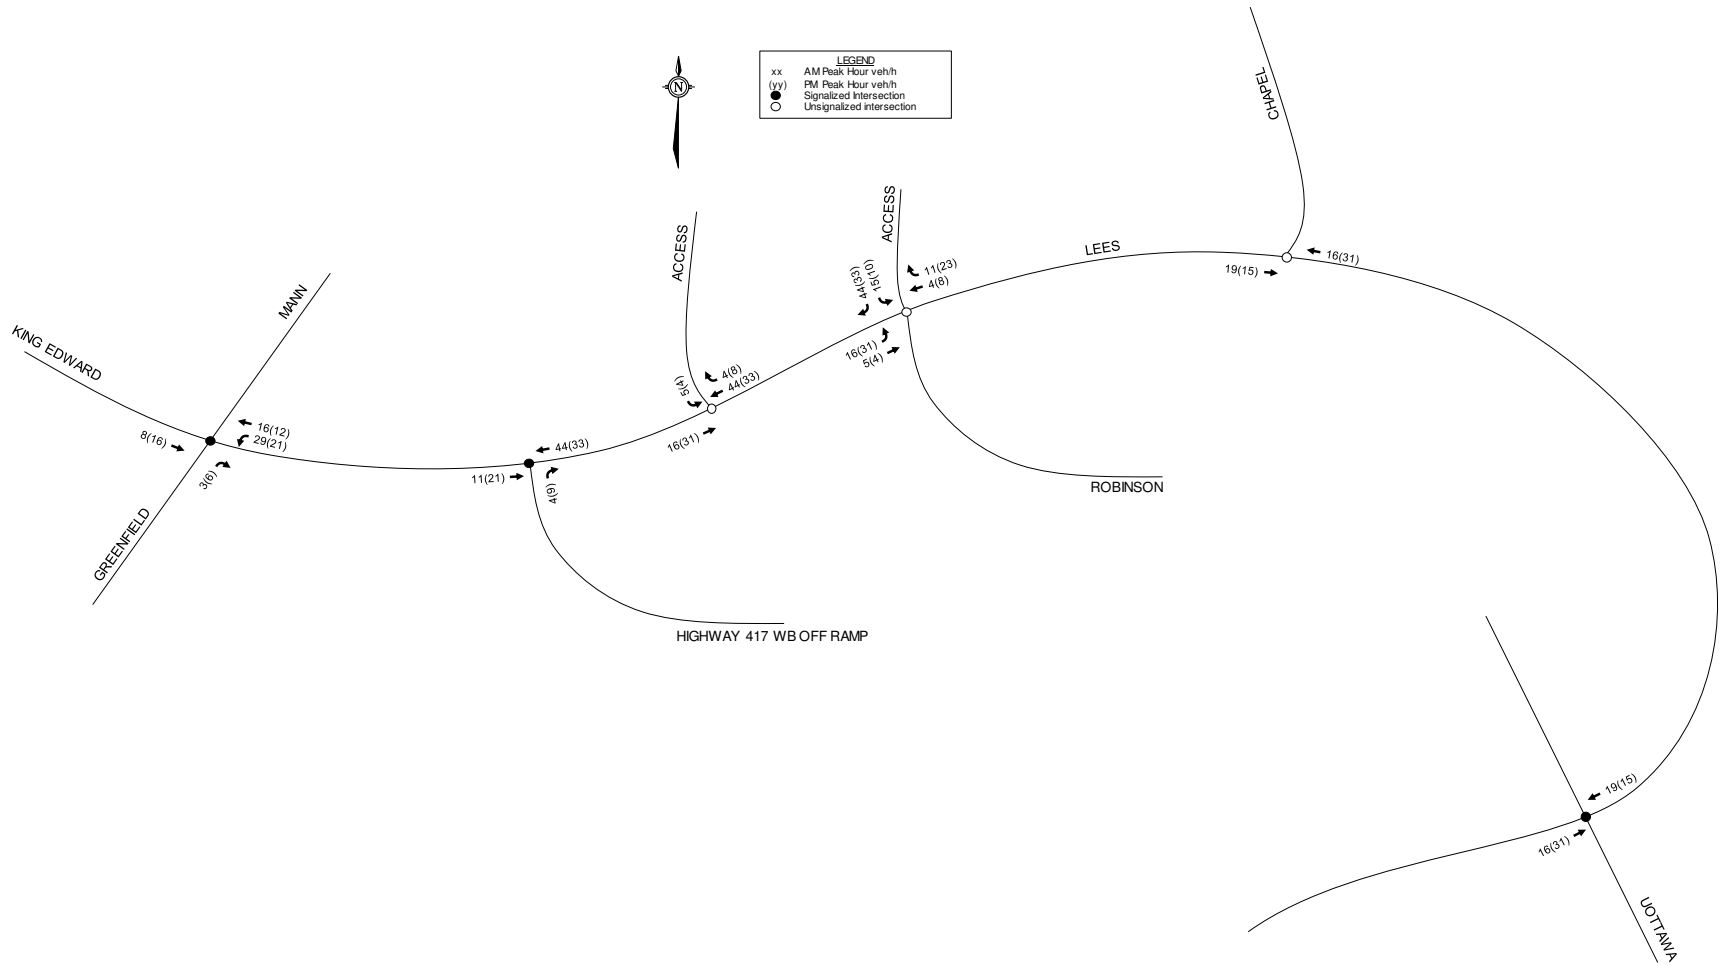 LEGEND
xx AM Peak Hour veh/h
(yy) PM Peak Hour veh/h
Signalized Intersection
Unsignalized intersection
N
CHAPEL
ACCESS
ACCESS
LEES
16(31)
19(15)
11(23)
4(8)
15(10)
44(33)
16(31)
5(4)
MANN
KING EDWARD
4(8)
44(33)
5(4)
16(31)
16(12)
29(21)
8(16)
3(6)
44(33)
11(21)
4(9)
ROBINSON
GREENFIELD
HIGHWAY 417 WB OFF RAMP
19(15)
16(31)
UOTTAWA